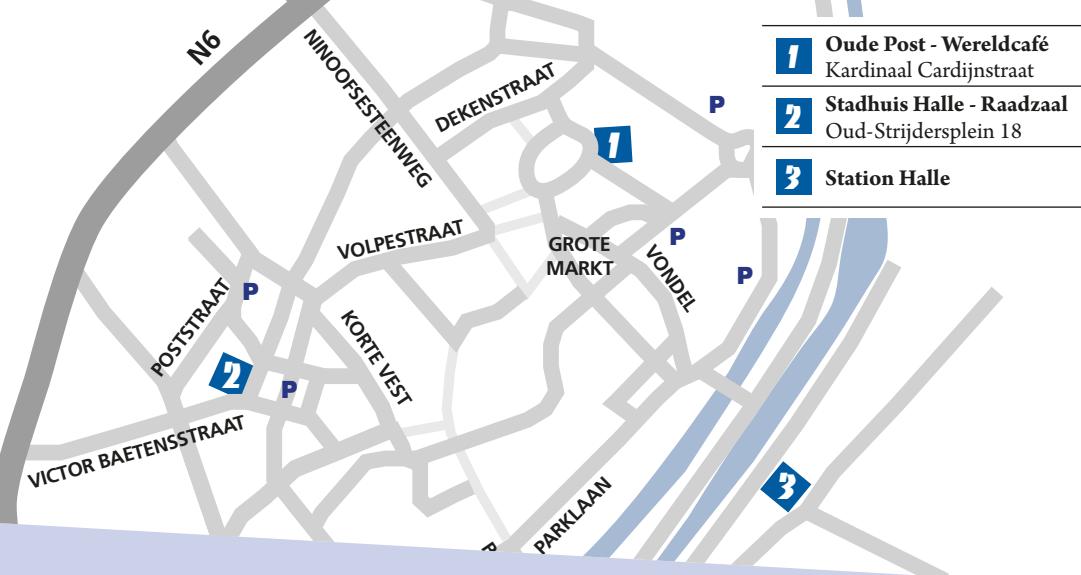 N6
NINOOFSESTEENWEG
DEKENSTRAAT
P
1
1
Oude Post - Wereldcafé
Kardinaal Cardijnstraat
2
Stadhuis Halle - Raadzaal
Oud-Strijdersplein 18
3
Station Halle
VOLPESTRAAT
GROTE
MARKT
P
VONDEL
P
POSTSTRAAT
P
KORTE VEST
2
P
VICTOR BAETENSSTRAAT
3
PARKLAAN